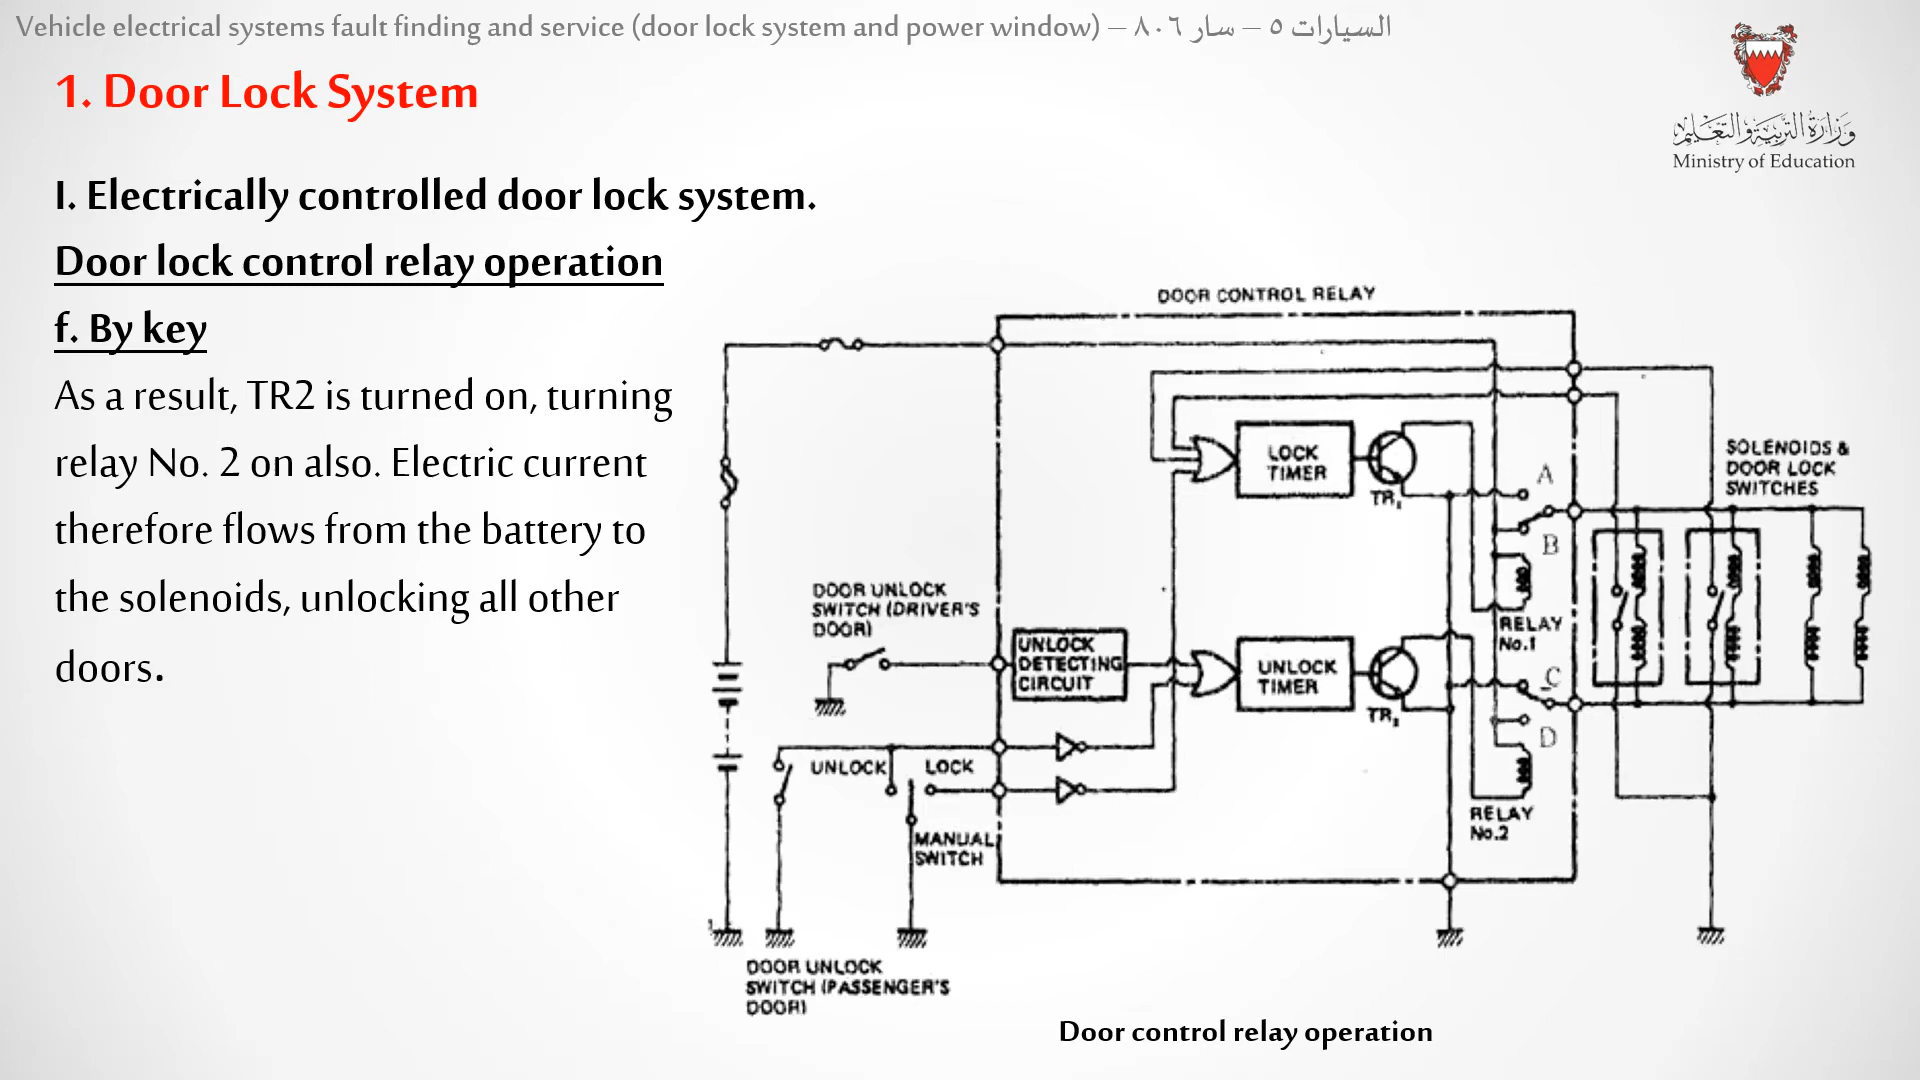 Vehicle electrical systems fault finding and service (door lock system and power window) – السيارات ٥ – سار ٨٠٦
وزارة التربية والتعليم
Ministry of Education
1. Door Lock System
I. Electrically controlled door lock system.
Door lock control relay operation
f. By key
As a result, TR2 is turned on, turning
relay No. 2 on also. Electric current
therefore flows from the battery to
the solenoids, unlocking all other
doors.
DOOR CONTROL RELAY
LOCK
TIMER
TR₁
A
B
SOLENOIDS &
DOOR LOCK
SWITCHES
DOOR UNLOCK
SWITCH (DRIVER'S
DOOR)
UNLOCK
DETECTING
CIRCUIT
UNLOCK
TIMER
TR₂
RELAY
No.1
C
D
UNLOCK
LOCK
MANUAL
SWITCH
RELAY
No.2
DOOR UNLOCK
SWITCH (PASSENGER'S
DOOR)
Door control relay operation